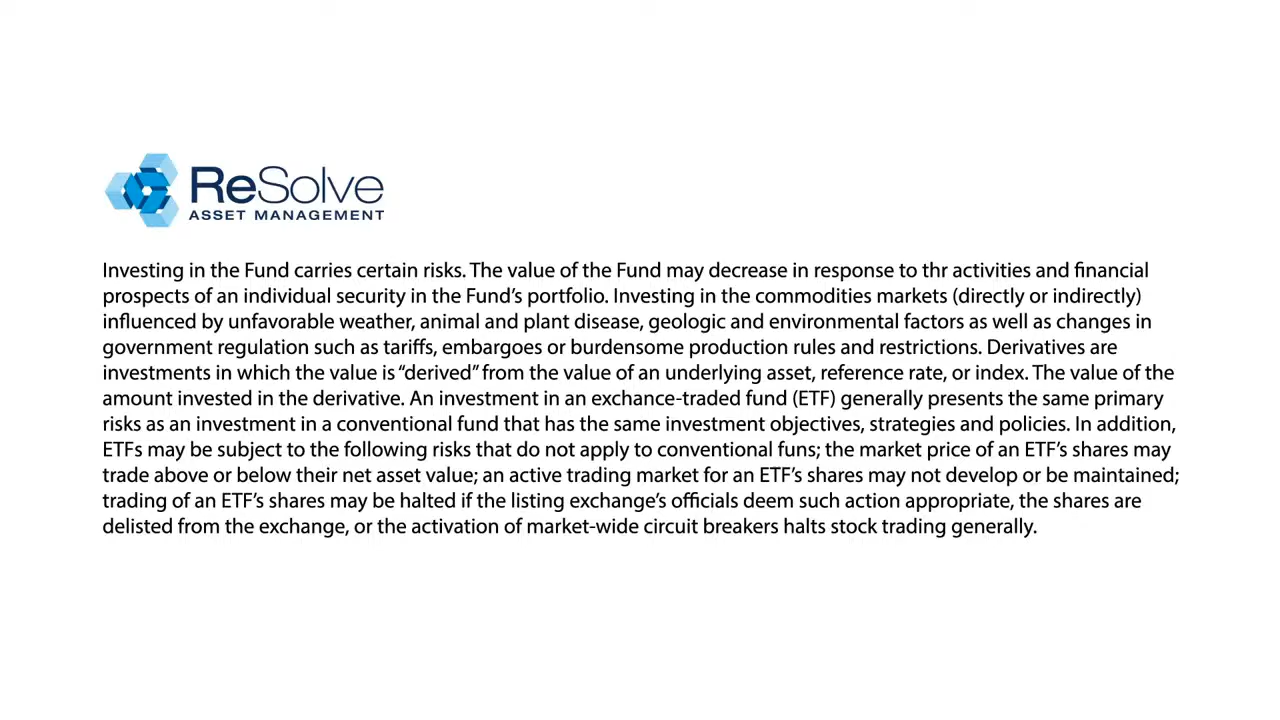 ReSolve
ASSET MANAGEMENT
Investing in the Fund carries certain risks. The value of the Fund may decrease in response to thr activities and financial
prospects of an individual security in the Fund's portfolio. Investing in the commodities markets (directly or indirectly)
influenced by unfavorable weather, animal and plant disease, geologic and environmental factors as well as changes in
government regulation such as tariffs, embargoes or burdensome production rules and restrictions. Derivatives are
investments in which the value is “derived” from the value of an underlying asset, reference rate, or index. The value of the
amount invested in the derivative. An investment in an exchance-traded fund (ETF) generally presents the same primary
risks as an investment in a conventional fund that has the same investment objectives, strategies and policies. In addition,
ETFs may be subject to the following risks that do not apply to conventional funs; the market price of an ETF's shares may
trade above or below their net asset value; an active trading market for an ETF's shares may not develop or be maintained;
trading of an ETF's shares may be halted if the listing exchange's officials deem such action appropriate, the shares are
delisted from the exchange, or the activation of market-wide circuit breakers halts stock trading generally.